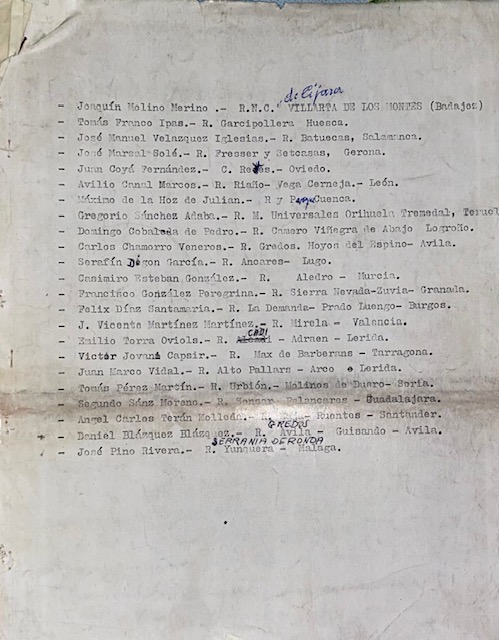 "de Cíjara
- Joaquín Molino Merino .- R.N.C. VILLARTA DE LOS MONTES (Badajoz)
- Tomás Franco Ipas.- R. Garcipollera Huesca.
- José Manuel Velazquez Iglesias.- R. Batuecas, Salamanca.
- José Marsal Solé.- R. Fresser y Setcasas, Gerona.
- Juan Coyá Fernández.- C. Reres.- Oviedo.
- Avilio Canal Marcos.- R. Riaño- Vega Cerneja.- León.
- Máximo de la Hoz de Julian. -R y Cuenca.
- Gregorio Sánchez Adaba.- R. M. Universales Orihuela Tremedal, Teruel
- Domingo Cobaleda de Pedro.- R. Camero Viñegra de Abajo Logroño.
- Carlos Chamorro Veneros.- R. Gredos. Hoyos del Espino- Avila.
- Serafín Dégon García.- R. Ancares- Lugo.
- Casimiro Esteban González.- R. Aledro - Murcia.
- Francisco González Peregrina.- R. Sierra Nevada-Zuvia- Granada.
- Felix Díaz Santamaria.- R. La Demanda- Prado Luengo- Burgos.
- J. Vicente Martínez Martínez.- R. Mirela - Valencia.
CADI
- Emilio Torra Oviols.- R. - Adraen - Lerida.
- Victor Jovaní Capsir.- R. Max de Barberans - Tarragona.
- Juan Marco Vidal.- R. Alto Pallars - Arco e Lerida.
- Tomás Pérez Martín.- R. Urbión.- Molinos de Duero- Soria.
- Segundo Sánz Moreno.- R. Sonsaz- Palancares - Guadalajara.
- Angel Carlos Terán Molleda.- R. Saja- Ruentes - Santander.
GREDOS
- Daniel Blázquez Blázquez.- R. Avila - Guisando - Avila.
SERRANIA DE RONDA
- José Pino Rivera.- R. Yunquera - Malaga.